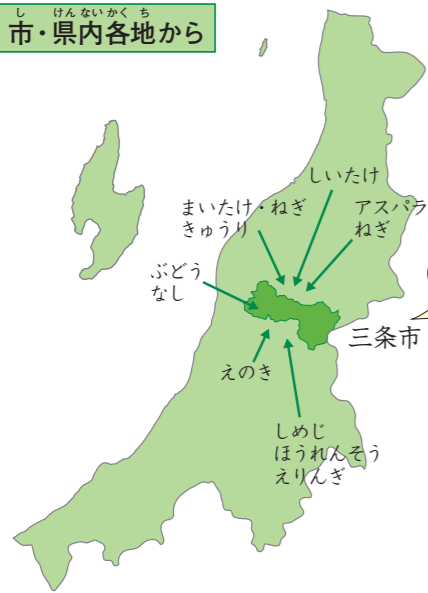 市・県内各地から
しいたけ
まいたけ・ねぎ
きゅうり
アスパラ
ねぎ
ぶどう
なし
三条市
えのき
しめじ
ほうれんそう
えりんぎ